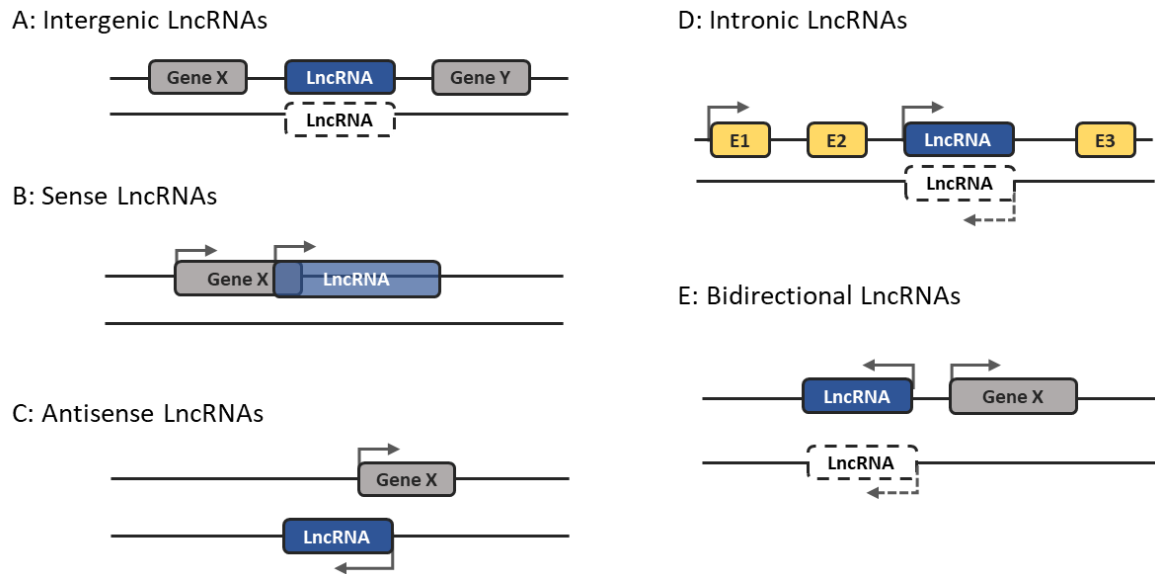 A: Intergenic LncRNAs
Gene X LncRNA Gene Y
LncRNA
B: Sense LncRNAs
Gene X LncRNA
C: Antisense LncRNAs
Gene X
LncRNA
D: Intronic LncRNAs
E1 E2 LncRNA E3
LncRNA
E: Bidirectional LncRNAs
LncRNA Gene X
LncRNA